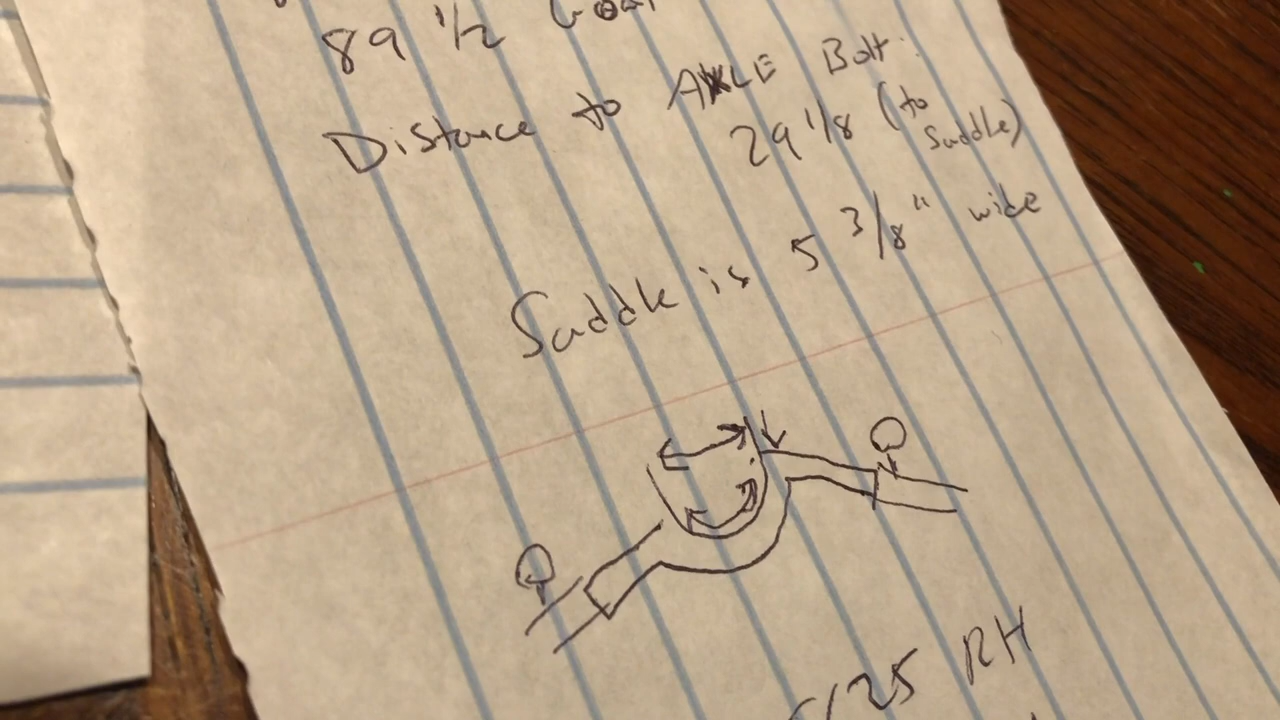 89 1/2
Distance to AXLE Bolt:
29 1/8 (to
Saddle)
Saddle is 5 3/8" wide
/25 RH